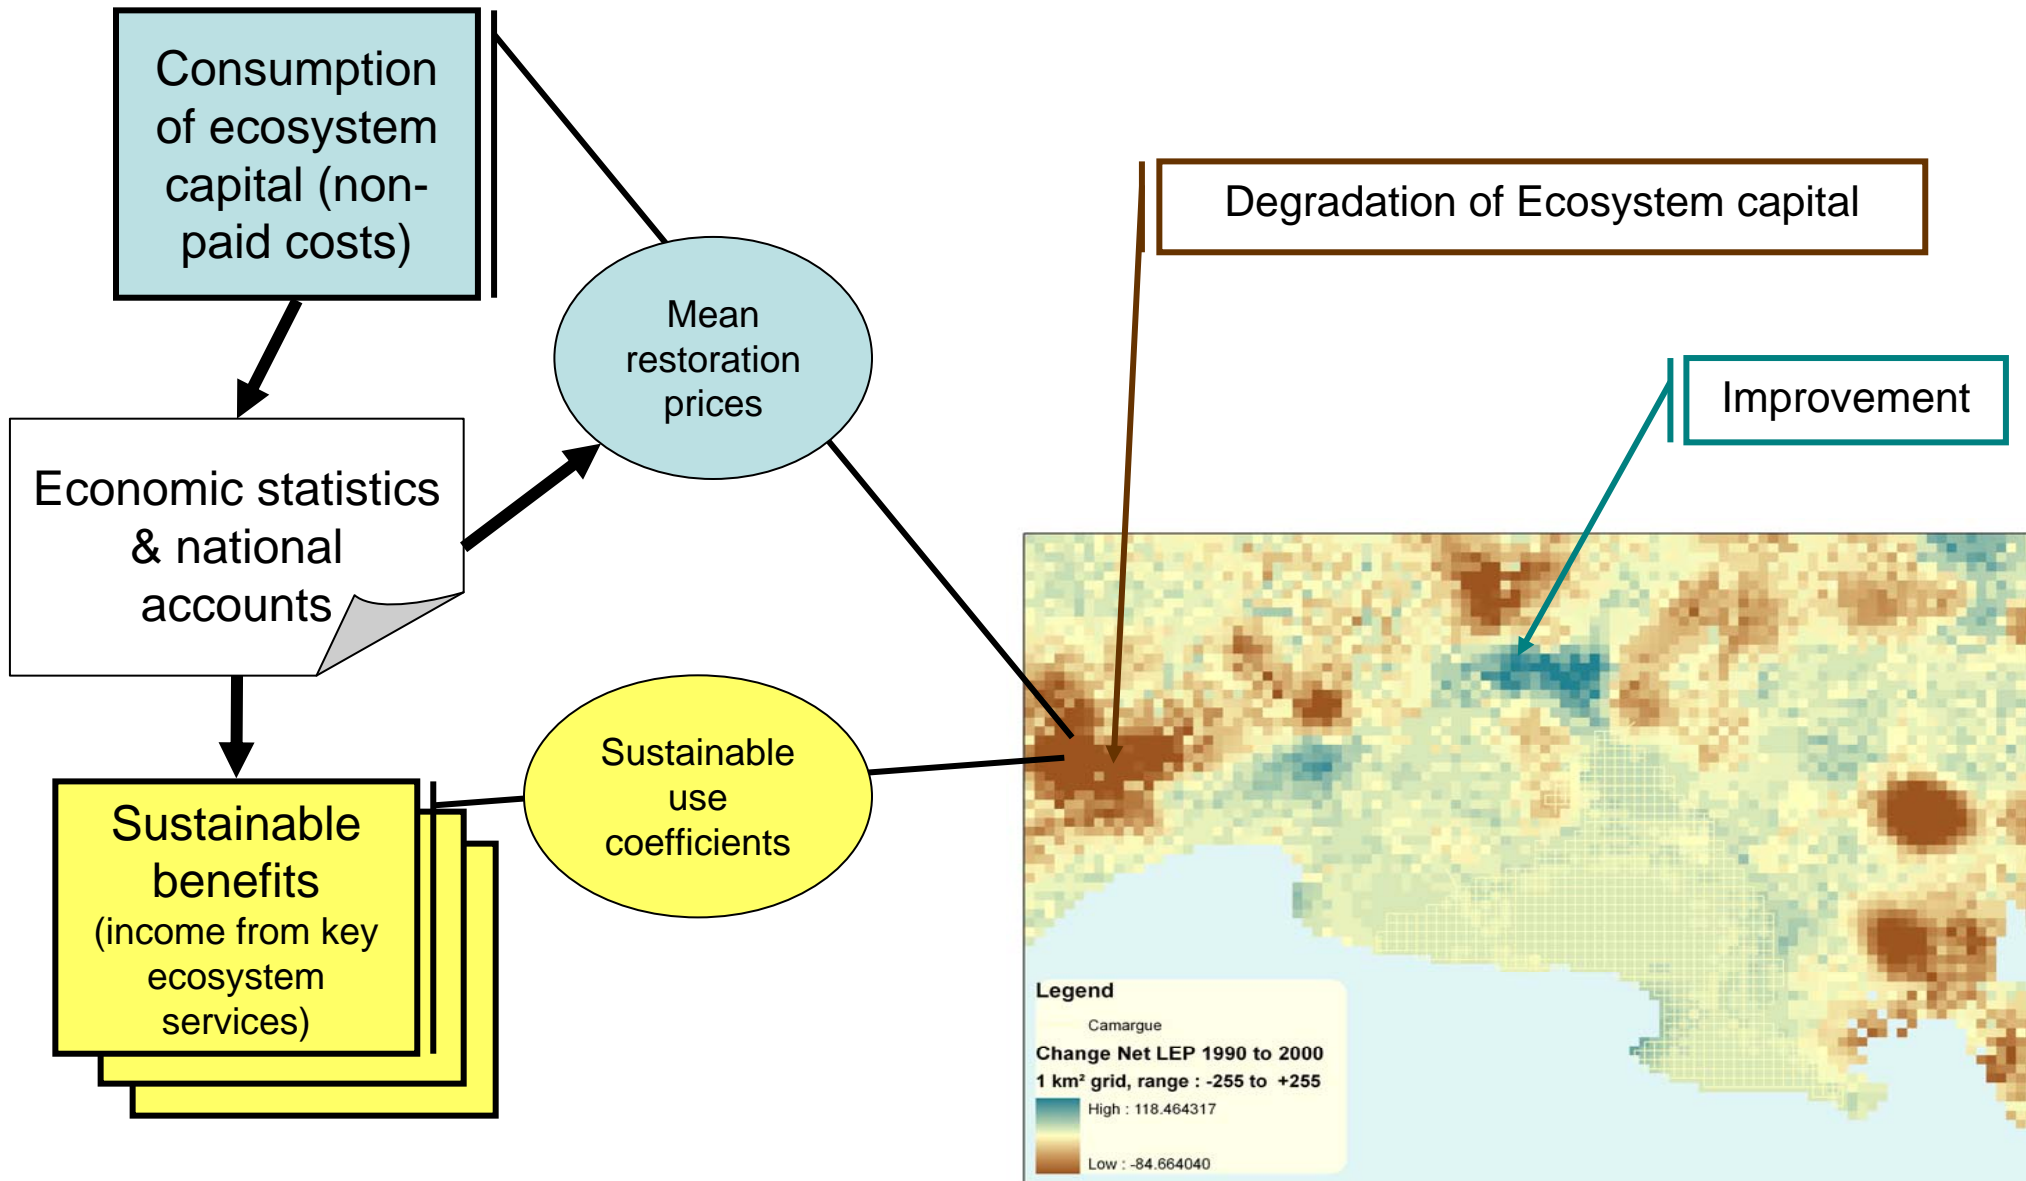 Consumption
of ecosystem
capital (non-
paid costs)
Degradation of Ecosystem capital
Mean
restoration
prices
Improvement
Economic statistics
& national
accounts
Sustainable
use
coefficients
Sustainable
benefits
(income from key
ecosystem
services)
Legend
Camargue
Change Net LEP 1990 to 2000
1 km² grid, range : -255 to +255
High : 118.464317
Low : -84.664040